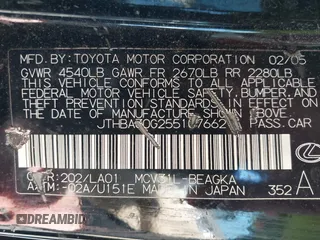 MFD.BY:TOYOTA MOTOR CORPORATION 02/05
GVWR 4540LB GAWR FR 2670LB RR 2280LB
THIS VEHICLE CONFORMS TO ALL APPLICABLE
FEDERAL MOTOR VEHICLE SAFETY, BUMPER, AND
THEFT PREVENTION STANDARDS IN EFFECT ON THE
DATE OF MANUFACTURE SHOWN ABOVE.
PASS.CAR
C/TR:202/LA01 MCV31L-BEAGKA
A/TM:-02A/U151E MADE IN JAPAN 352 A
GREAMBID